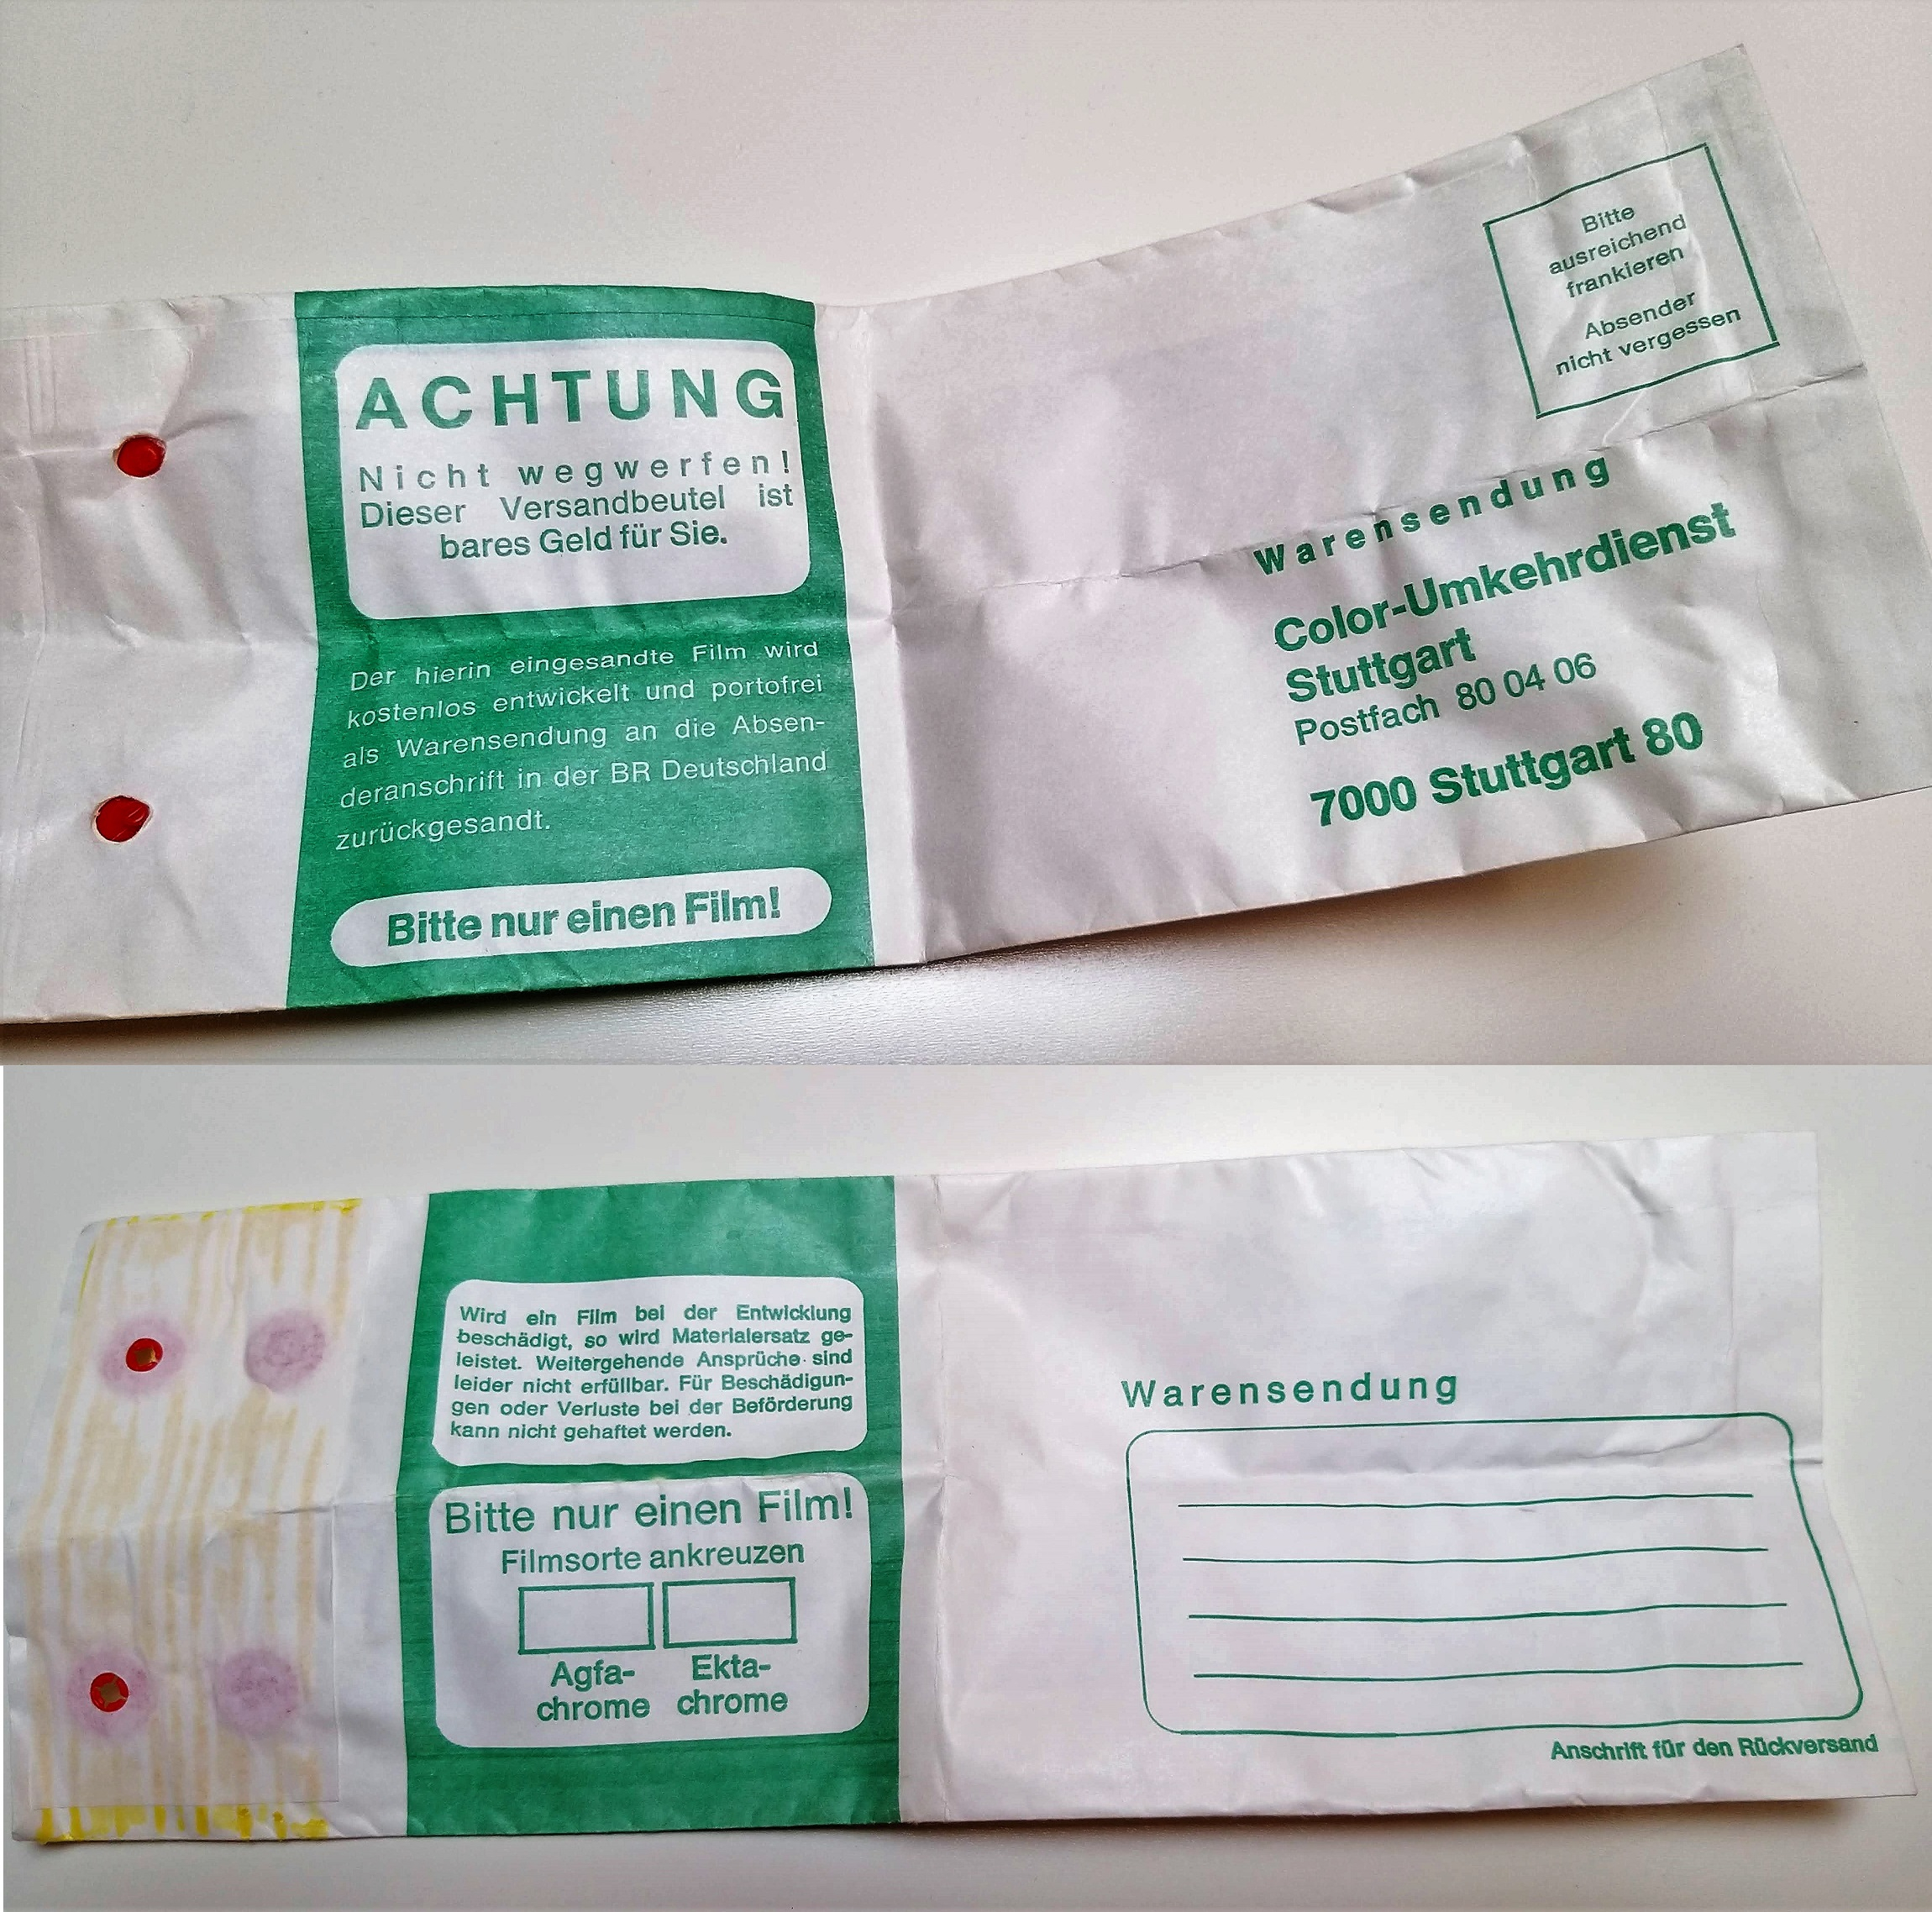 ACHTUNG
Nicht wegwerfen!
Dieser Versandbeutel ist
bares Geld für Sie.
Der hierin eingesandte Film wird
kostenlos entwickelt und portofrei
als Warensendung an die Absen-
deranschrift in der BR Deutschland
zurückgesandt.
Bitte nur einen Film!
Bitte
ausreichend
frankieren
Absender
nicht vergessen
Warensendung
Color-Umkehrdienst
Stuttgart
Postfach 80 04 06
7000 Stuttgart 80
Wird ein Film bei der Entwicklung
beschädigt, so wird Materialersatz ge-
leistet. Weitergehende Ansprüche sind
leider nicht erfüllbar. Für Beschädigun-
gen oder Verluste bei der Beförderung
kann nicht gehaftet werden.
Bitte nur einen Film!
Filmsorte ankreuzen
Agfa- Ekta-
chrome chrome
Warensendung
Anschrift für den Rückversand